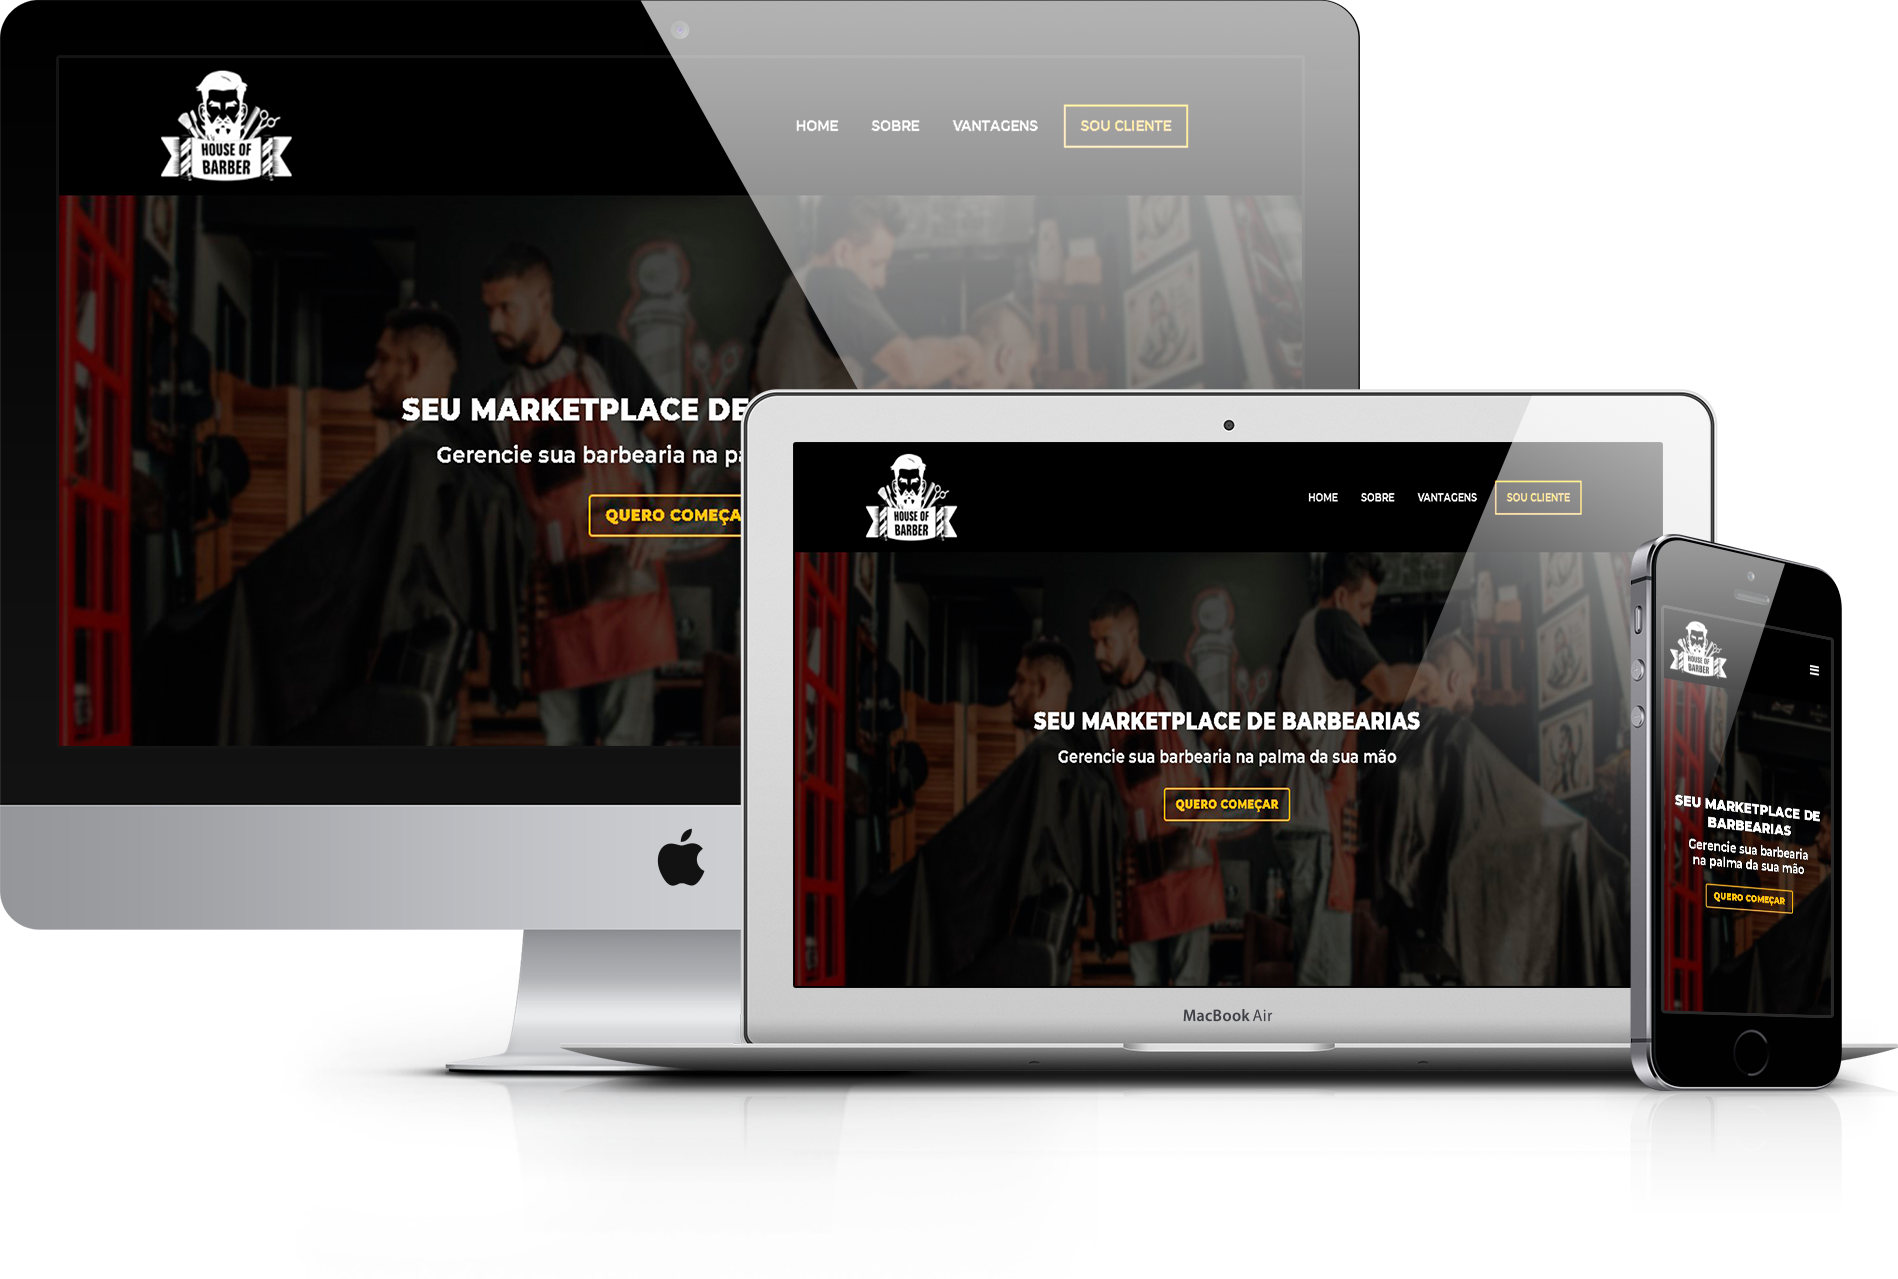 HOUSE OF
BARBER
HOME SOBRE VANTAGENS SOU CLIENTE
SEU MARKETPLACE DE
Gerencie sua barbearia na
QUERO COMEÇA
HOUSE OF
BARBER
HOME SOBRE VANTAGENS SOU CLIENTE
SEU MARKETPLACE DE BARBEARIAS
Gerencie sua barbearia na palma da sua mão
QUERO COMEÇAR
MacBook Air
HOUSE OF
BARBER
SEU MARKETPLACE DE
BARBEARIAS
Gerencie sua barbearia
na palma da sua mão
QUERO COMEÇAR